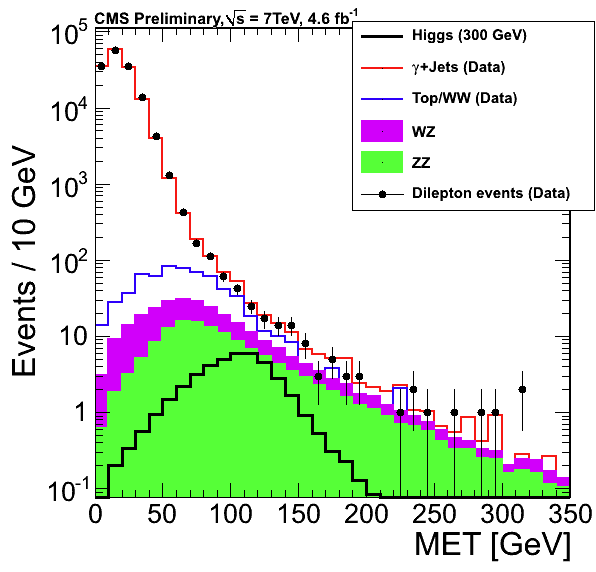 CMS Preliminary, √s = 7TeV, 4.6 fb⁻¹
Higgs (300 GeV)
γ+Jets (Data)
Top/WW (Data)
WZ
ZZ
Dilepton events (Data)
Events / 10 GeV
10⁵
10⁴
10³
10²
10
1
10⁻¹
0 50 100 150 200 250 300 350
MET [GeV]